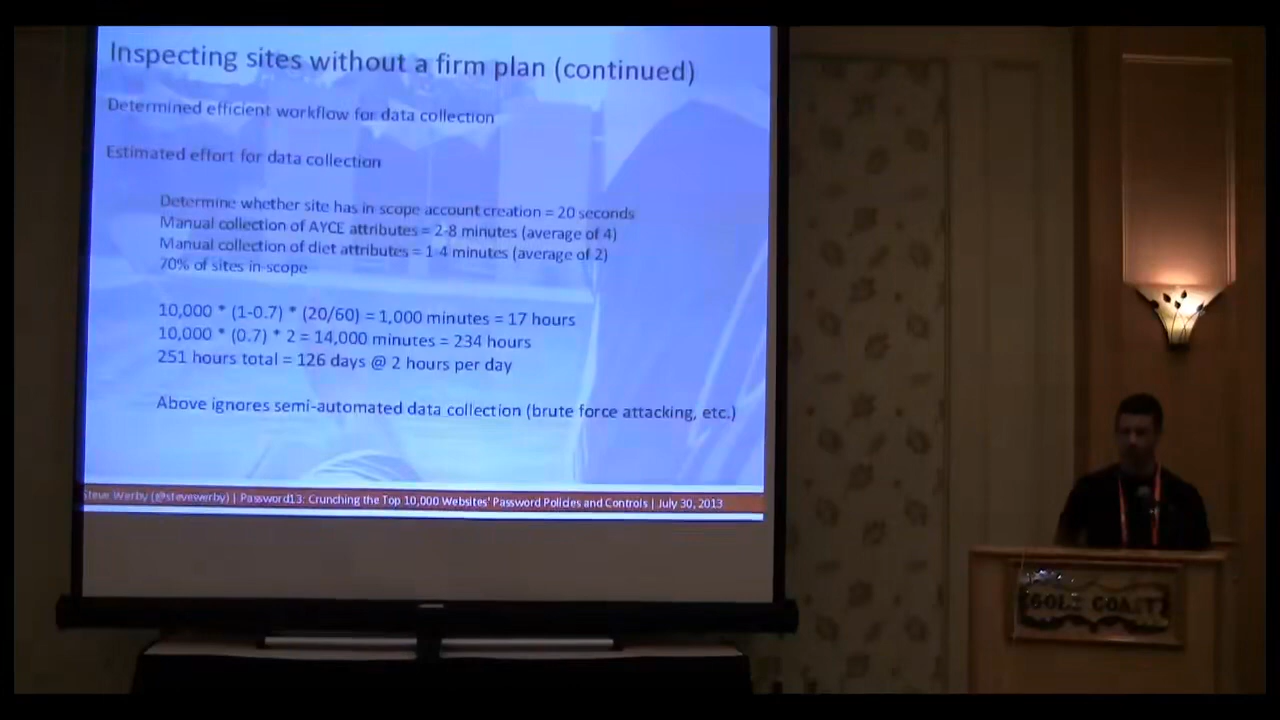 Inspecting sites without a firm plan (continued)
Determined efficient workflow for data collection
Estimated effort for data collection
Determine whether site has in scope account creation = 20 seconds
Manual collection of AYCE attributes = 2-8 minutes (average of 4)
Manual collection of diet attributes = 1-4 minutes (average of 2)
70% of sites in-scope
10,000 * (1-0.7) * (20/60) = 1,000 minutes = 17 hours
10,000 * (0.7) * 2 = 14,000 minutes = 234 hours
251 hours total = 126 days @ 2 hours per day
Above ignores semi-automated data collection (brute force attacking, etc.)
Steve Werby (@stevewerby) | Password13: Crunching the Top 10,000 Websites' Password Policies and Controls | July 30, 2013
GOLD COAST